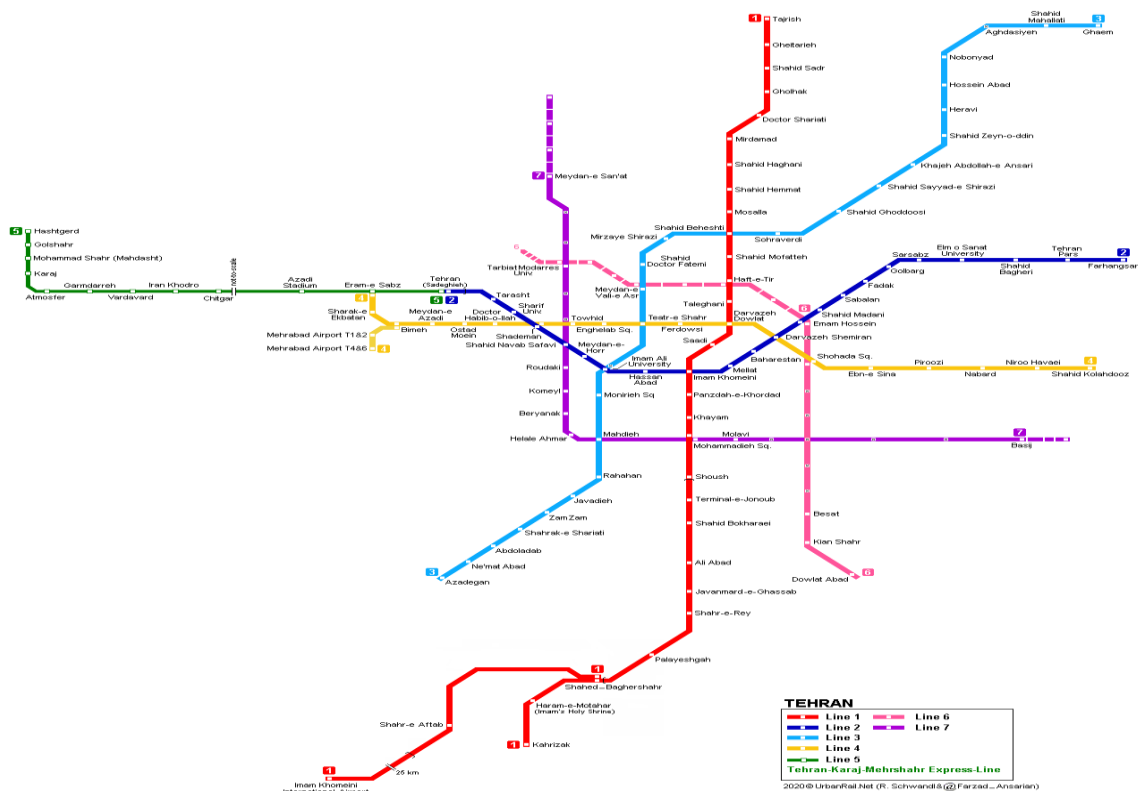 1
Tajrish
Gheitarieh
Shahid Sadr
Gholhak
Doctor Shariati
Mirdamad
Shahid Haghani
Shahid Hemmat
Mosalla
Shahid Beheshti
Shahid Mofatteh
Haft-e-Tir
Taleghani
Darvazeh
Dowlat
Saadi
Imam Khomeini
Panzdah-e-Khordad
Khayam
Mohammadieh Sq.
Shoush
Terminal-e-Jonoub
Shahid Bokharaei
Ali Abad
Javanmard-e-Ghassab
Shahr-e-Rey
Palayeshgah
1
Shahed_Baghershahr
Haram-e-Motahar
(Imam's Holy Shrine)
1
Kahrizak
Shahr-e Aftab
25 km
1
Imam Khomeini
Shahid
Mahallati
3
Aghdasiyeh
Ghaem
Nobonyad
Hossein Abad
Heravi
Shahid Zeyn-o-ddin
Khajeh Abdollah-e Ansari
Shahid Sayyad-e Shirazi
Shahid Ghoddoosi
Sohraverdi
Mirzaye Shirazi
Shahid
Doctor Fatemi
Meydan-e
Vali-e Asr
Teatr-e Shahr
Imam Ali
University
Monirieh Sq
Mahdieh
Rahahan
Javadieh
Zam Zam
Shahrak-e Shariati
Abdoladab
Ne'mat Abad
3
Azadegan
7
Meydan-e San'at
Tarbiat Modarres
Univ
Towhid
Shahid Navab Safavi
Roudaki
Komeyl
Beryanak
Helale Ahmar
Molavi
7
Basij
5
Hashtgerd
Golshahr
Mohammad Shahr (Mahdasht)
Karaj
Atmosfer
Garmdarreh
Vardavard
Iran Khodro
Chitgar
not-to-scale
Azadi
Stadium
Eram-e Sabz
Tehran
(Sadeghieh)
5
2
Tarasht
Sharif
Univ.
Shademan
Meydan-e-
Horr
Hassan
Abad
Mellat
Baharestan
Darvazeh Shemiran
Emam Hossein
Shahid Madani
Sabalan
Fadak
Golbarg
Sarsabz
Elm o Sanat
University
Shahid
Bagheri
Tehran
Pars
2
Farhangsar
4
Sharak-e
Ekbatan
Mehrabad Airport T1&2
Mehrabad Airport T4&6
4
Bimeh
Meydan-e
Azadi
Ostad
Moein
Doctor
Habib-o-llah
Enghelab Sq.
Ferdowsi
Shohada Sq.
Ebn-e Sina
Piroozi
Nabard
Niroo Havaei
4
Shahid Kolahdooz
6
Besat
Kian Shahr
Dowlat Abad
6
TEHRAN
Line 1
Line 2
Line 3
Line 4
Line 5
Line 6
Line 7
Tehran-Karaj-Mehrshahr Express-Line
2020 © UrbanRail.Net (R. Schwandl & @ Farzad_Ansarian)